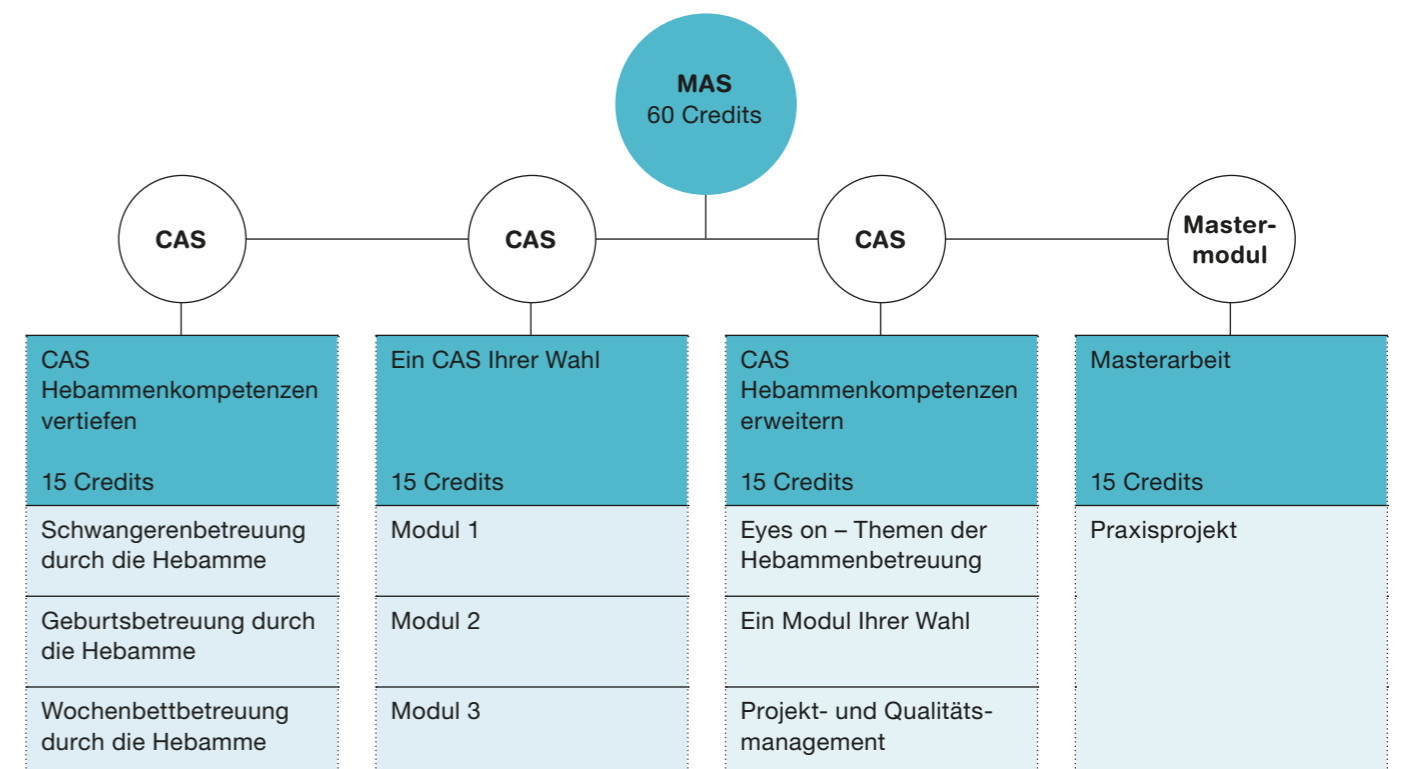 MAS
60 Credits
CAS
CAS
CAS
Master-
modul
CAS
Hebammenkompetenzen
vertiefen
15 Credits
Schwangerenbetreuung
durch die Hebamme
Geburtsbetreuung durch
die Hebamme
Wochenbettbetreuung
durch die Hebamme
Ein CAS Ihrer Wahl
15 Credits
Modul 1
Modul 2
Modul 3
CAS
Hebammenkompetenzen
erweitern
15 Credits
Eyes on – Themen der
Hebammenbetreuung
Ein Modul Ihrer Wahl
Projekt- und Qualitäts-
management
Masterarbeit
15 Credits
Praxisprojekt